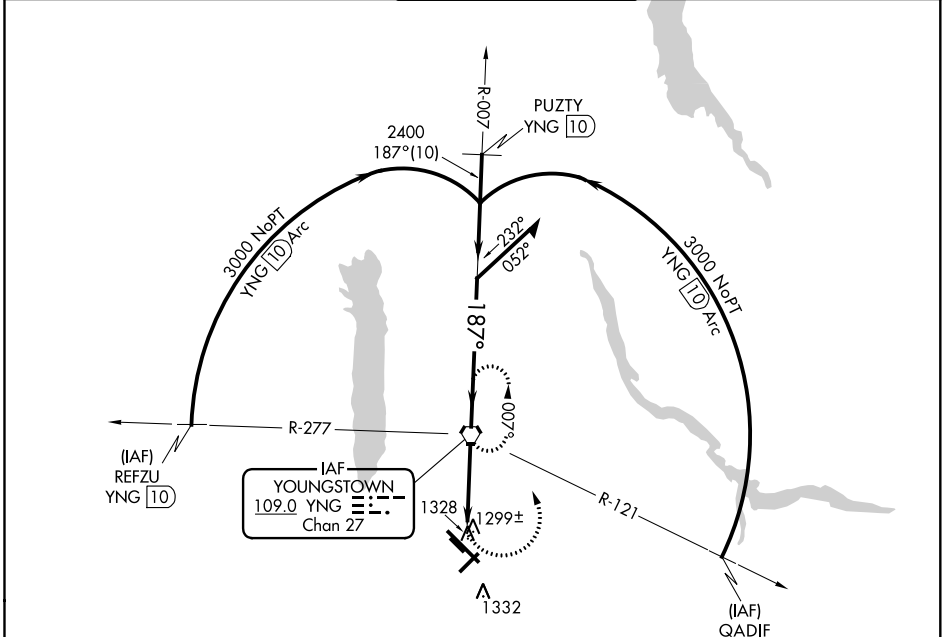 R-007
PUZTY
YNG 10
2400
187°(10)
3000 NoPT
YNG 10 Arc
3000 NoPT
YNG 10 Arc
232°
052°
187°
007°
R-277
(IAF)
REFZU
YNG 10
IAF
YOUNGSTOWN
109.0 YNG
Chan 27
R-121
1328
1299±
1332
(IAF)
QADIF